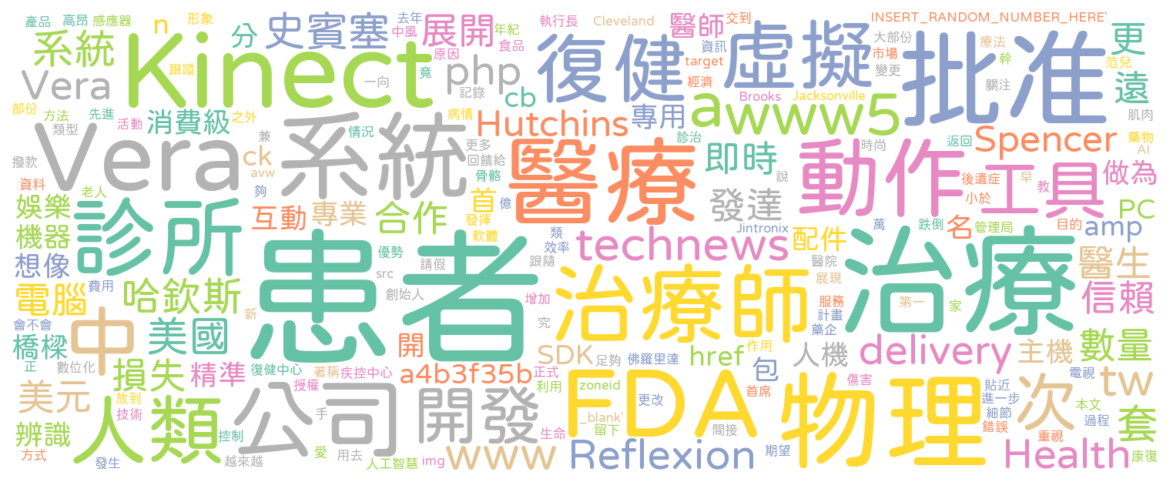 產品 高昂 感應器
系統
Vera
形象
n
分
去年
中風
史賓塞
跟蹤
Kinect
執行長
年紀
展開
原因
食品
一向
竟
記錄
php
cb
Cleveland
醫師
資訊
交到
target
經濟
復健
虛擬
大部份
市場
療法
變更
INSERT_RANDOM_NUMBER_HERE'
幹
關注
批准
更
范兒
遠
肌肉
部份
方法
先進
活動
之外
病情
類型
撥款
消費級
兼
情況
Vera
系統
ck
avw
更多
回饋給
骨骼
Hutchins
專用
診治
Brooks
Jacksonville
a
www5
即時
醫療
時尚
說
返回
Spencer
藥物
AI
動作
工具
後遺症
早
小於
教
做為
資料
老人
娛樂
機器
想像
診所
互動
專業
夠
合作
首
發揮
億
軟體
優勢
類
效率
跟隨
technews
發達
Jintronix
配件
萬
跌倒
管理局
名
目的
PC
amp
電腦
費用
哈欽斯
新
中
src
請假
創始人
患者
增加
究
治療師
醫院
展現
服務
計畫
藥企
第一
家
治療
醫生
信賴
會不會
橋樑
正
數位化
美國
復健中心
著稱
疾控中心
開
授權
a4b3f35b
正式
利用
SDK
足夠
佛羅里達
作用
href
人機
delivery
主機
數量
損失
精準
放到
美元
技術
人類
控制
手
公司
開發
愛
生命
FDA
zoneid
_blank'
留下
更改
包
首席
間接
傷害
期望
物理
電視
貼近
進一步
細節
錯誤
次
重視
本文
過程
tw
套
辨識
方式
發生
越來越
用去
人工智慧
img
www
Reflexion
Health
康復